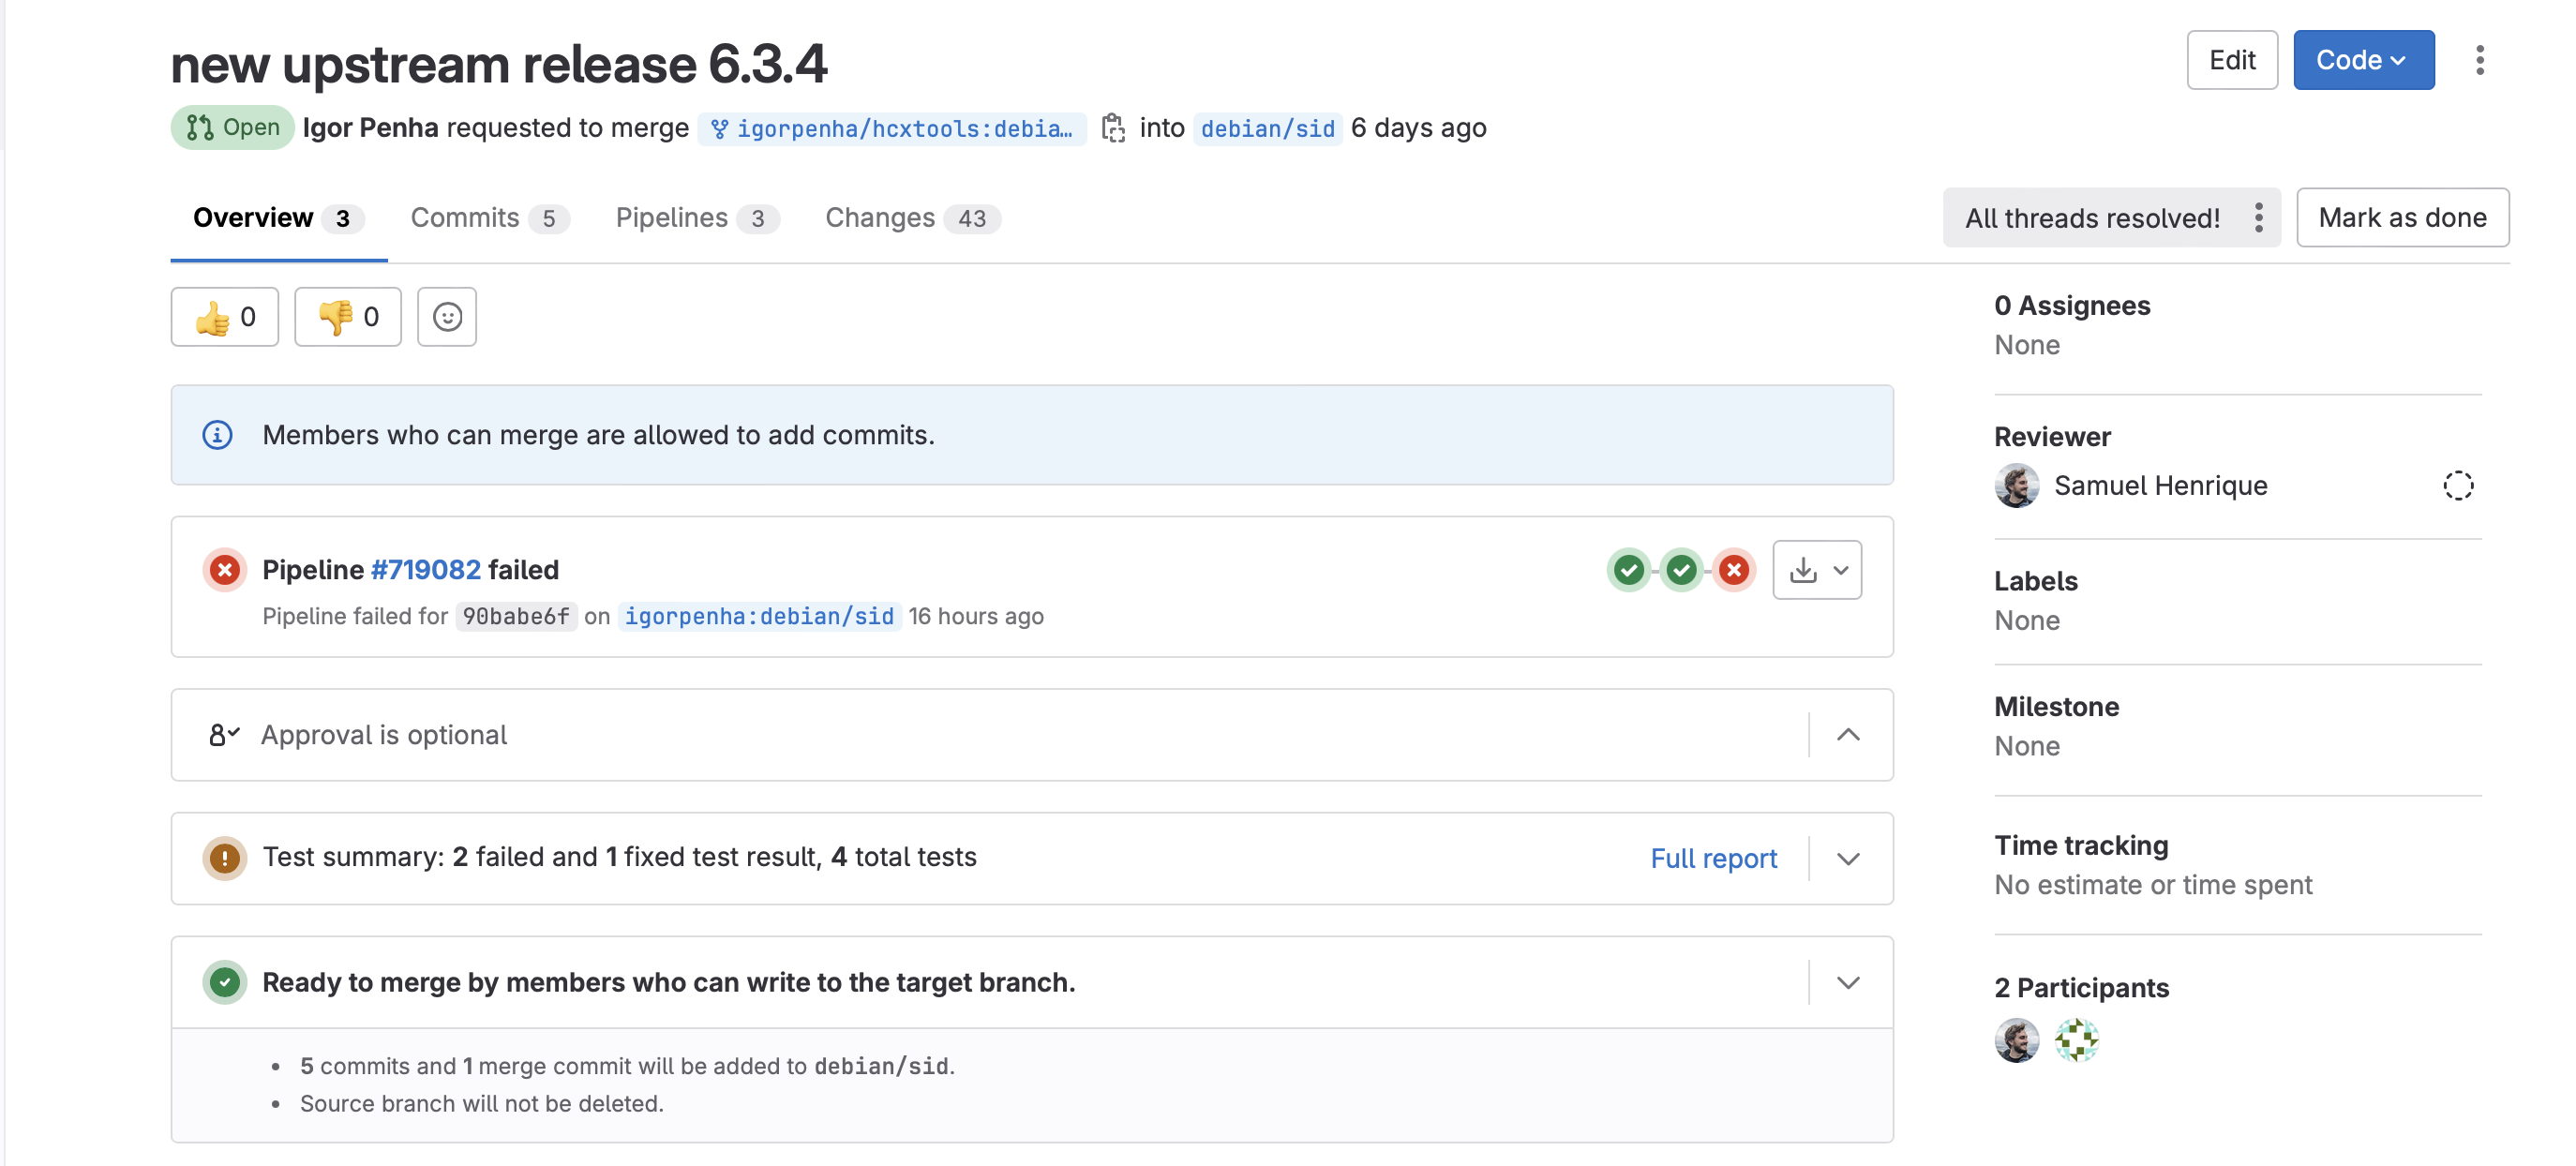 new upstream release 6.3.4
Edit
Code
Open Igor Penha requested to merge igorpenha/hcxtools:debia… into debian/sid 6 days ago
Overview 3 Commits 5 Pipelines 3 Changes 43
All threads resolved!
Mark as done
👍 0 👎 0
Members who can merge are allowed to add commits.
Pipeline #719082 failed
Pipeline failed for 90babe6f on igorpenha:debian/sid 16 hours ago
Approval is optional
Test summary: 2 failed and 1 fixed test result, 4 total tests
Full report
Ready to merge by members who can write to the target branch.
• 5 commits and 1 merge commit will be added to debian/sid.
• Source branch will not be deleted.
0 Assignees
None
Reviewer
Samuel Henrique
Labels
None
Milestone
None
Time tracking
No estimate or time spent
2 Participants